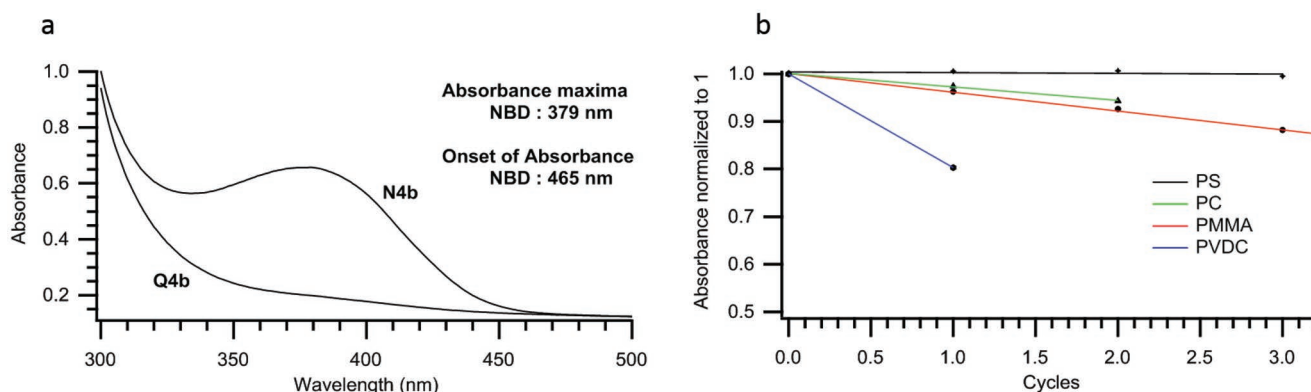 a
1.0
0.8
0.6
0.4
0.2
Absorbance
300
350
400
450
500
Wavelength (nm)
Absorbance maxima
NBD : 379 nm
Onset of Absorbance
NBD : 465 nm
N4b
Q4b
b
1.0
0.9
0.8
0.7
0.6
0.5
Absorbance normalized to 1
0.0
0.5
1.0
1.5
2.0
2.5
3.0
Cycles
PS
PC
PMMA
PVDC